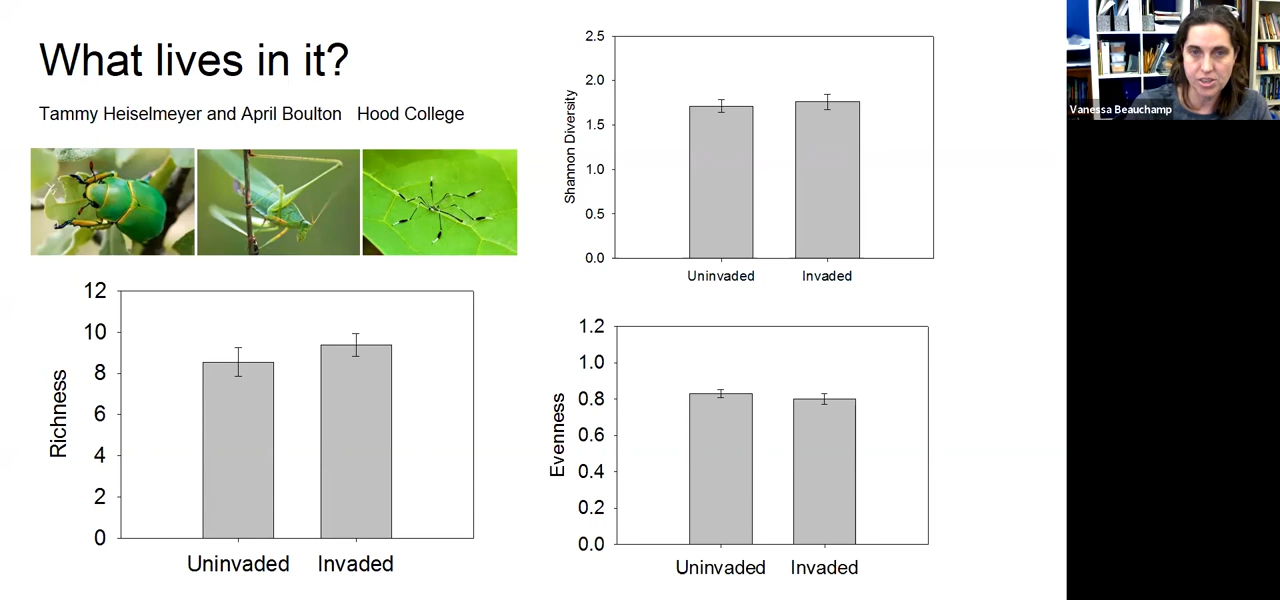 What lives in it?
Tammy Heiselmeyer and April Boulton Hood College
12
10
8
6
4
2
0
Richness
Uninvaded Invaded
2.5
2.0
1.5
1.0
0.5
0.0
Shannon Diversity
Uninvaded Invaded
1.2
1.0
0.8
0.6
0.4
0.2
0.0
Evenness
Uninvaded Invaded
Vanessa Beauchamp